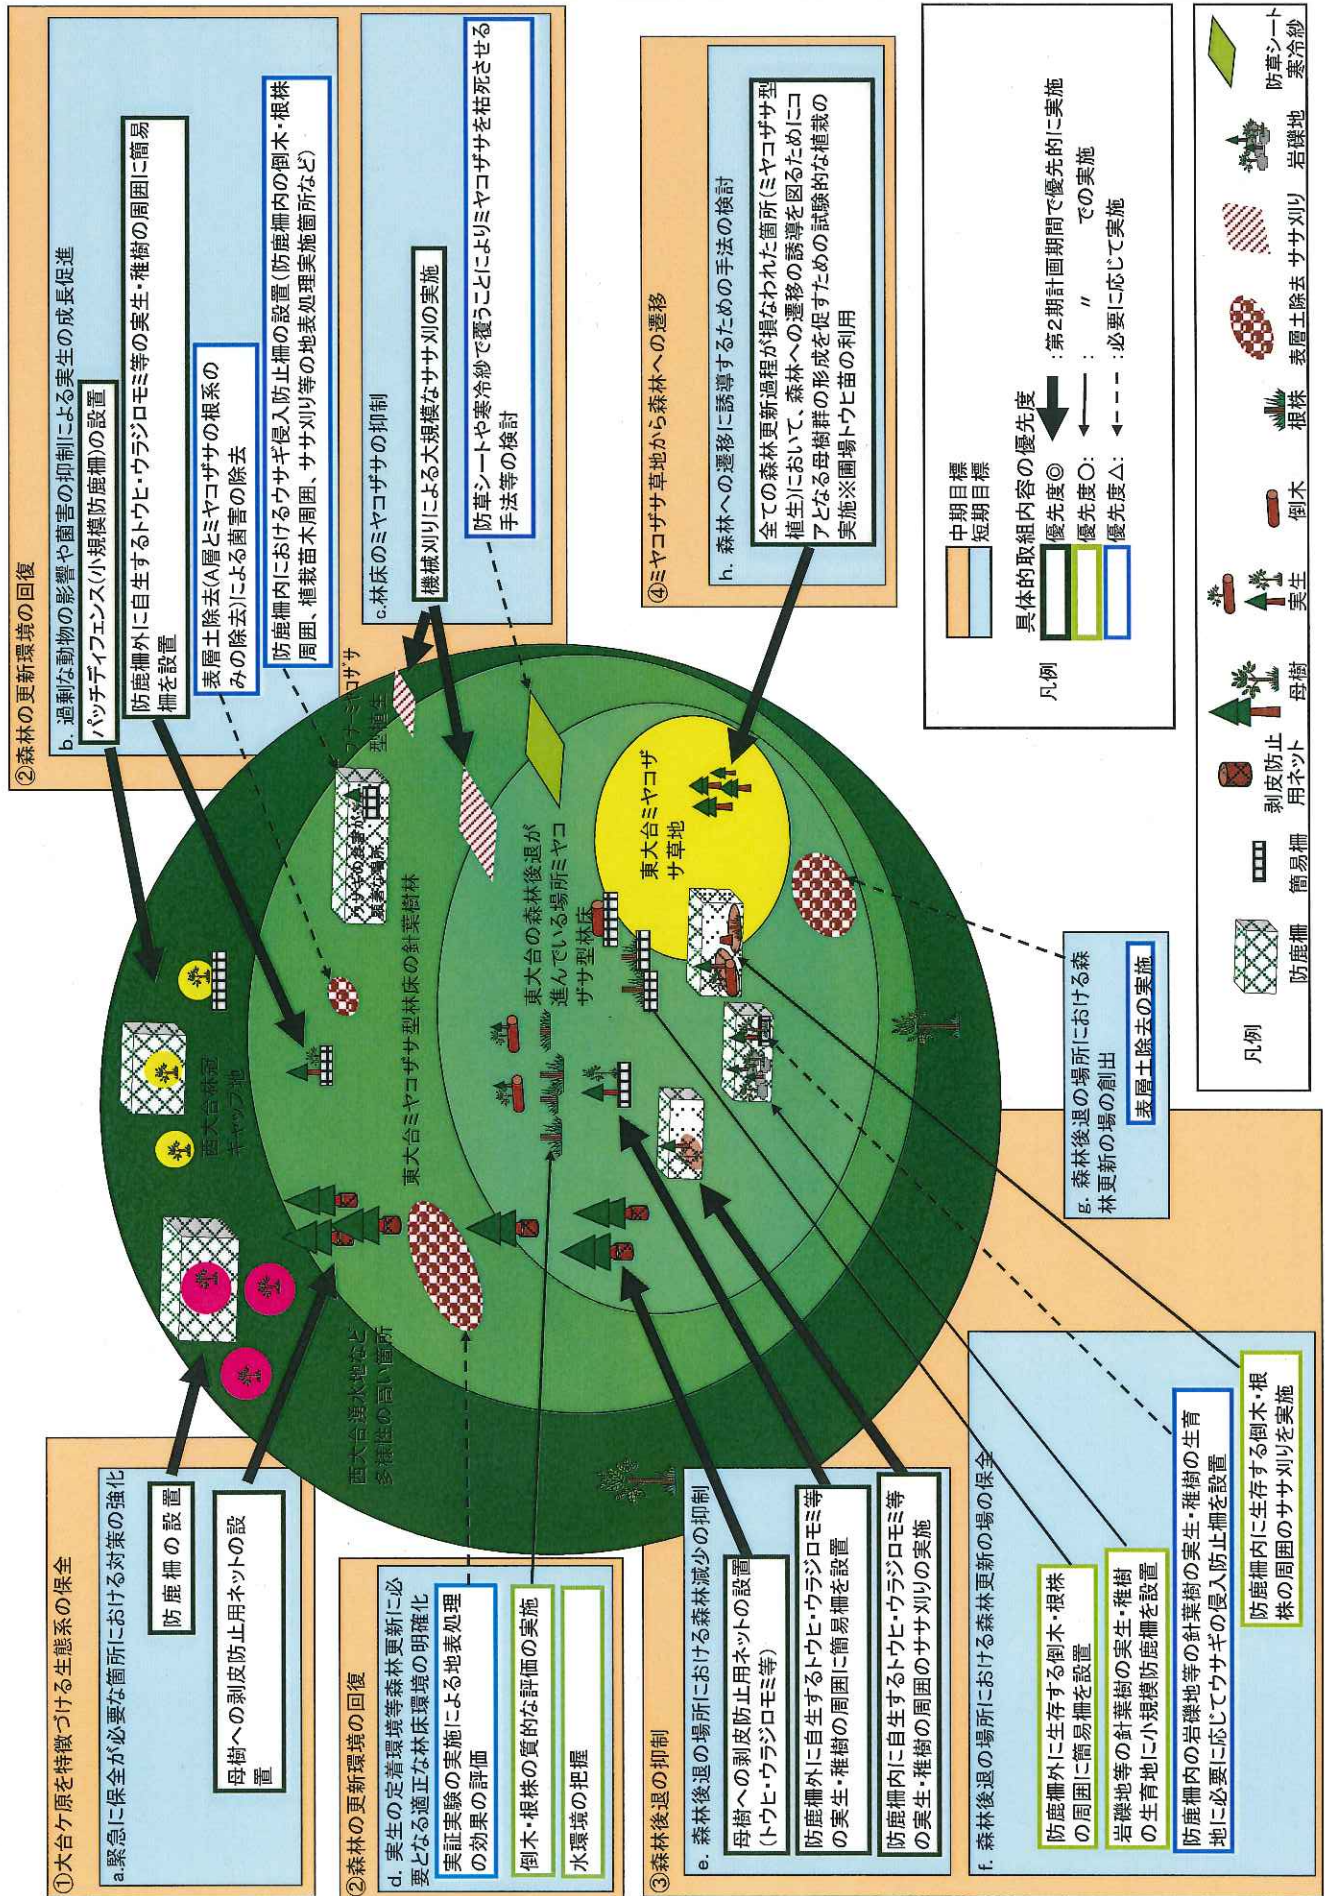 ①大台ケ原を特徴づける生態系の保全
a.緊急に保全が必要な箇所における対策の強化
防鹿柵の設置
母樹への剥皮防止用ネットの設
置
②森林の更新環境の回復
d. 実生の定着環境等森林更新に必
要となる適正な林床環境の明確化
実証実験の実施による地表処理
の効果の評価
倒木・根株の質的な評価の実施
水環境の把握
③森林後退の抑制
e. 森林後退の場所における森林減少の抑制
母樹への剥皮防止用ネットの設置
(トウヒ・ウラジロモミ等)
防鹿柵外に自生するトウヒ・ウラジロモミ等
の実生・稚樹の周囲に簡易柵を設置
防鹿柵内に自生するトウヒ・ウラジロモミ等
の実生・稚樹の周囲のササ刈りの実施
f. 森林後退の場所における森林更新の場の保全
防鹿柵外に生存する倒木・根株
の周囲に簡易柵を設置
岩礫地等の針葉樹の実生・稚樹
の生育地に小規模防鹿柵を設置
防鹿柵内の岩礫地等の針葉樹の実生・稚樹の生育
地に必要に応じてウサギの侵入防止柵を設置
防鹿柵内に生存する倒木・根
株の周囲のササ刈りを実施
g. 森林後退の場所における森
林更新の場の創出
表層土除去の実施
西大台湧水地など
多様性の高い箇所
西大台林冠
ギャップ地
東大台ミヤコザサ型林床の針葉樹林
ウサギの食害が
顕著な場所
ブナーミヤコザサ
型植生
東大台の森林後退が
進んでいる場所ミヤコ
ザサ型林床
東大台ミヤコザ
サ草地
②森林の更新環境の回復
b. 過剰な動物の影響や菌害の抑制による実生の成長促進
パッチディフェンス(小規模防鹿柵)の設置
防鹿柵外に自生するトウヒ・ウラジロモミ等の実生・稚樹の周囲に簡易
柵を設置
表層土除去(A層とミヤコザサの根系の
みの除去)による菌害の除去
防鹿柵内におけるウサギ侵入防止柵の設置(防鹿柵内の倒木・根株
周囲、植栽苗木周囲、ササ刈り等の地表処理実施箇所など)
c.林床のミヤコザサの抑制
機械刈りによる大規模なササ刈の実施
防草シートや寒冷紗で覆うことによりミヤコザサを枯死させる
手法等の検討
④ミヤコザサ草地から森林への遷移
h. 森林への遷移に誘導するための手法の検討
全ての森林更新過程が損なわれた箇所(ミヤコザサ型
植生)において、森林への遷移の誘導を図るためにコ
アとなる母樹群の形成を促すための試験的な植栽の
実施※圃場トウヒ苗の利用
凡例
中期目標
短期目標
具体的取組内容の優先度
優先度◎ :第2期計画期間で優先的に実施
優先度○: : 〃 での実施
優先度△: :必要に応じて実施
凡例
防鹿柵
簡易柵
剥皮防止
用ネット
母樹
実生
倒木
根株
表層土除去
ササ刈り
岩礫地
防草シート
寒冷紗